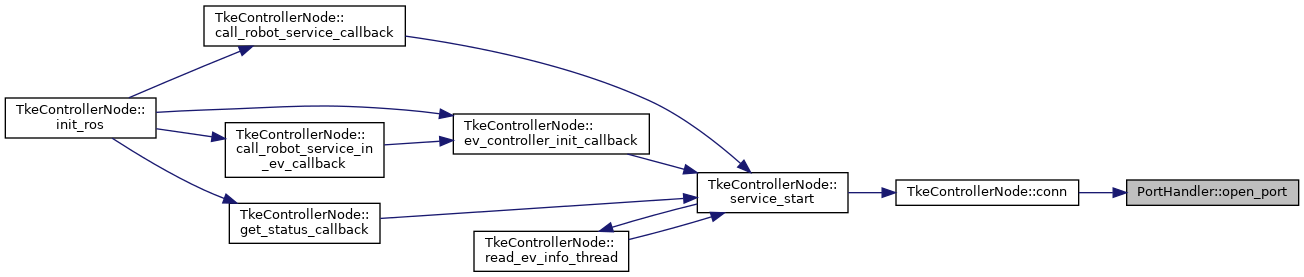 TkeControllerNode::
call_robot_service_callback
TkeControllerNode::
init_ros
TkeControllerNode::
call_robot_service_in
_ev_callback
TkeControllerNode::
get_status_callback
TkeControllerNode::
ev_controller_init_callback
TkeControllerNode::
read_ev_info_thread
TkeControllerNode::
service_start
TkeControllerNode::conn
PortHandler::open_port